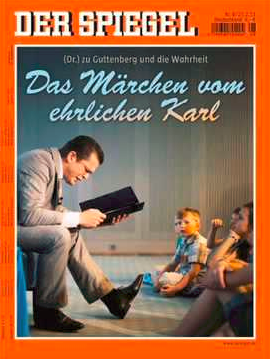 DER SPIEGEL
(Dr.) zu Guttenberg und die Wahrheit
Das Märchen vom
ehrlichen Karl